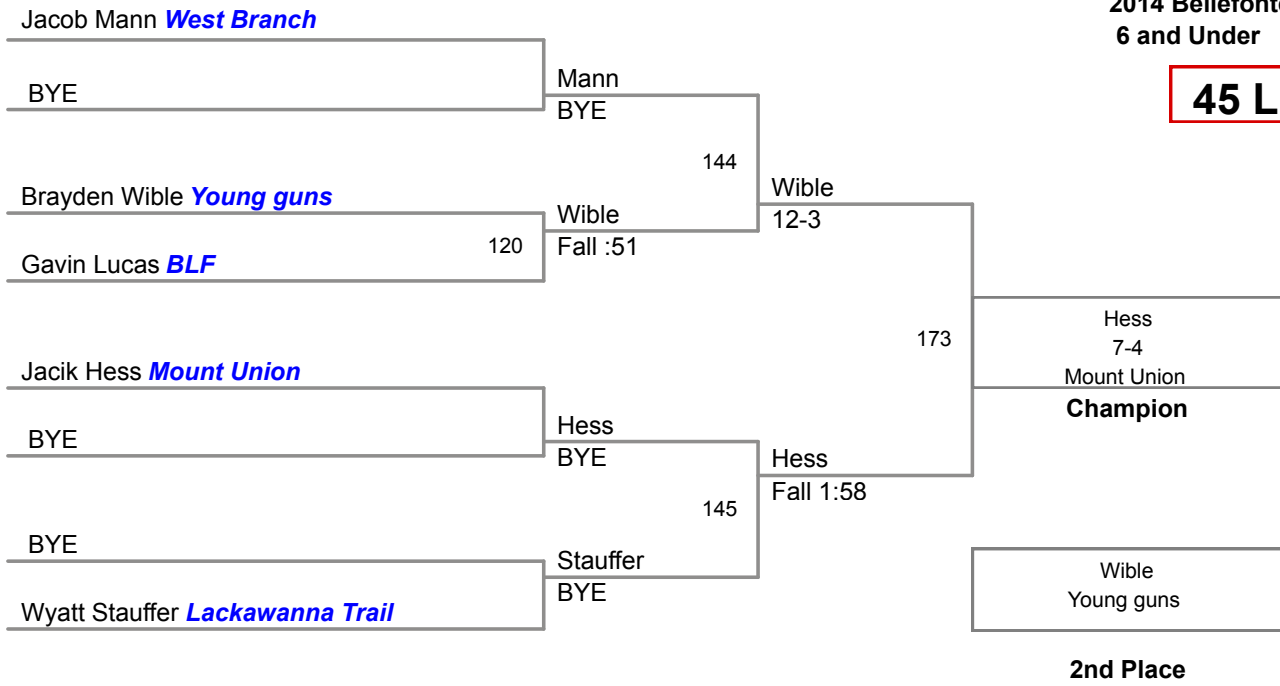 Jacob Mann West Branch
2014 Bellefonte
6 and Under
45 L
BYE
Mann
BYE
144
Brayden Wible Young guns
Wible
12-3
Wible
Fall :51
120
Gavin Lucas BLF
173
Hess
7-4
Mount Union
Champion
Jacik Hess Mount Union
BYE
Hess
BYE
Hess
Fall 1:58
145
BYE
Stauffer
BYE
Wyatt Stauffer Lackawanna Trail
Wible
Young guns
2nd Place